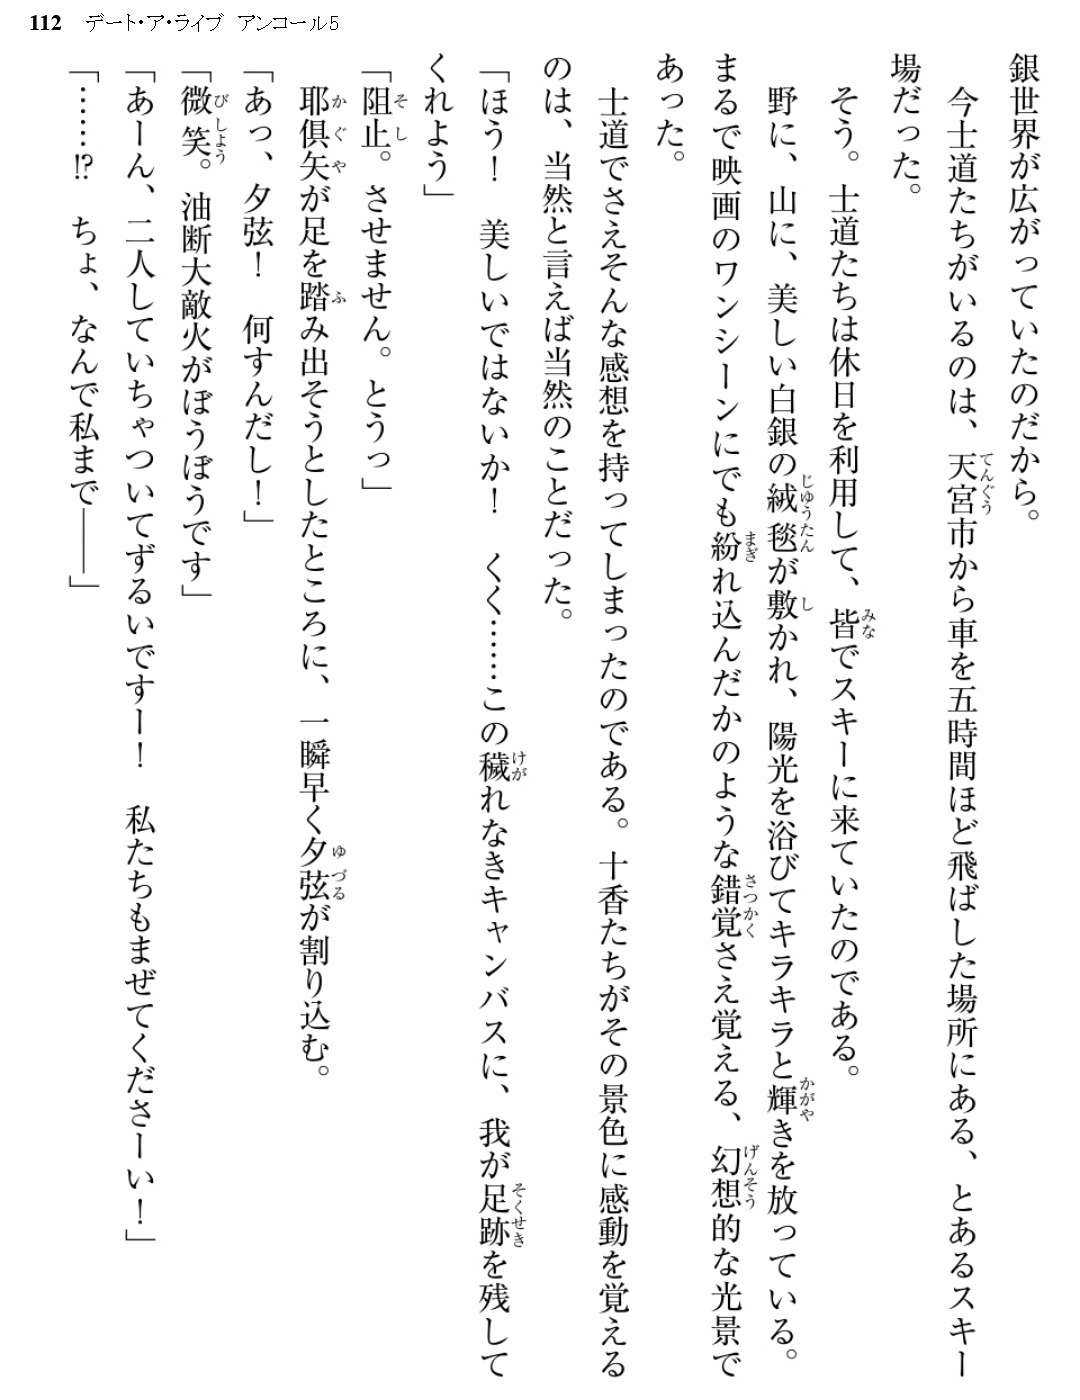 112 デート・ア・ライブ アンコール5
銀世界が広がっていたのだから。
　今士道たちがいるのは、天宮市から車を五時間ほど飛ばした場所にある、とあるスキー
場だった。
　そう。士道たちは休日を利用して、皆でスキーに来ていたのである。
　野に、山に、美しい白銀の絨毯が敷かれ、陽光を浴びてキラキラと輝きを放っている。
まるで映画のワンシーンにでも紛れ込んだかのような錯覚さえ覚える、幻想的な光景で
あった。
　士道でさえそんな感想を持ってしまったのである。十香たちがその景色に感動を覚える
のは、当然と言えば当然のことだった。
「ほう！　美しいではないか！　くく……この穢れなきキャンバスに、我が足跡を残して
くれよう」
「阻止。させません。とうっ」
　耶倶矢が足を踏み出そうとしたところに、一瞬早く夕弦が割り込む。
「あっ、夕弦！　何すんだし！」
「微笑。油断大敵火がぼうぼうです」
「あーん、二人していちゃついてずるいですー！　私たちもまぜてくださーい！」
「……!?　ちょ、なんで私まで――」